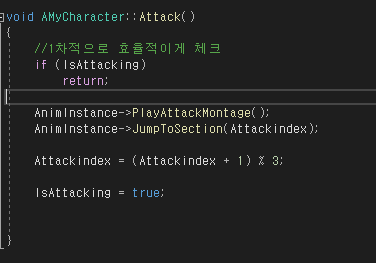 void AMyCharacter::Attack()
{
//1차적으로 효율적이게 체크
if (IsAttacking)
return;
AnimInstance->PlayAttackMontage();
AnimInstance->JumpToSection(Attackindex);
Attackindex = (Attackindex + 1) % 3;
IsAttacking = true;
}